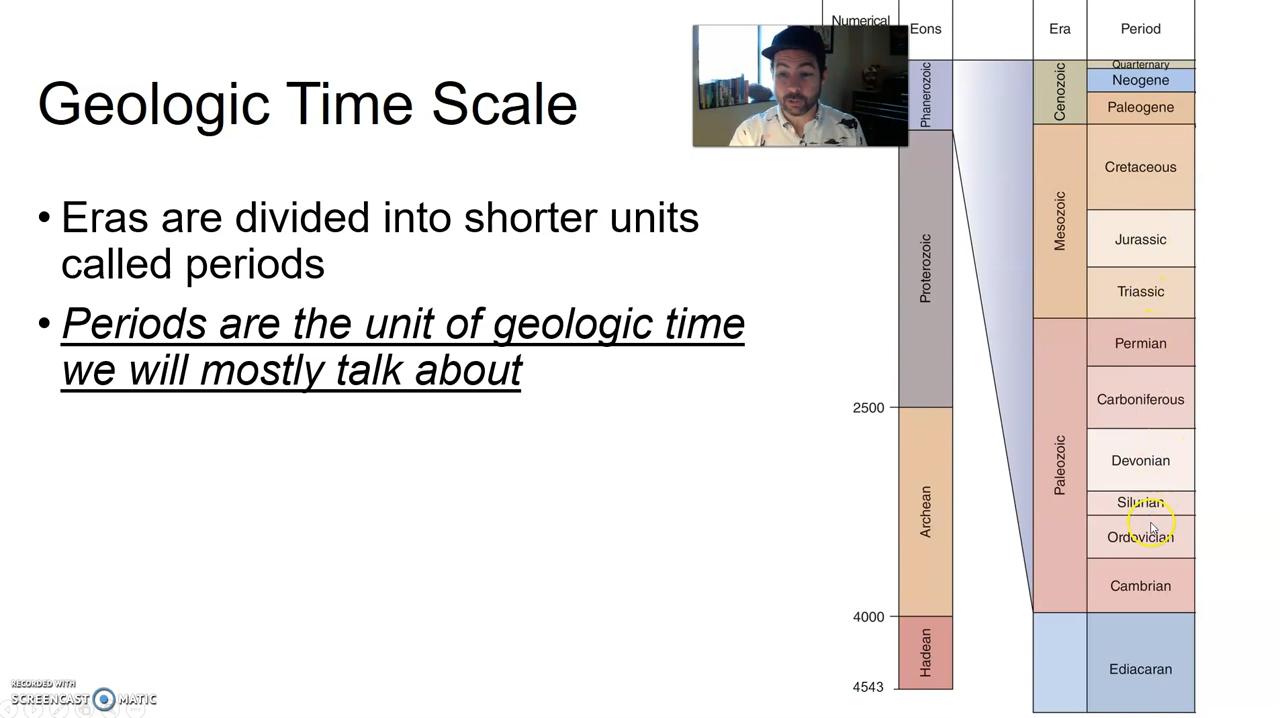 Geologic Time Scale
• Eras are divided into shorter units
called periods
• Periods are the unit of geologic time
we will mostly talk about
Numerical
Eons
Era
Period
Phanerozoic
Proterozoic
2500
Archean
4000
Hadean
4543
Cenozoic
Quarternary
Neogene
Paleogene
Mesozoic
Cretaceous
Jurassic
Triassic
Paleozoic
Permian
Carboniferous
Devonian
Silurian
Ordovician
Cambrian
Ediacaran
RECORDED WITH
SCREENCAST MATIC